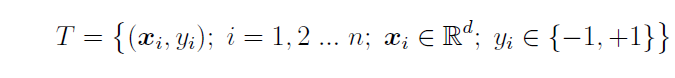 T = {(𝒙ᵢ, yᵢ); i = 1, 2 ... n; 𝒙ᵢ ∈ ℝᵈ; yᵢ ∈ {−1, +1}}